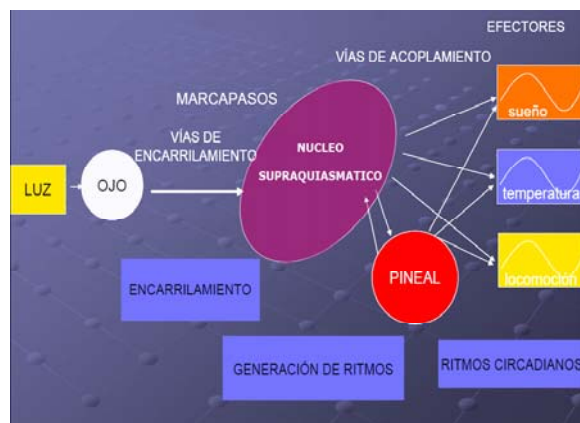 EFECTORES
VÍAS DE ACOPLAMIENTO
MARCAPASOS
sueño
VÍAS DE
ENCARRILAMIENTO
NUCLEO
SUPRAQUIASMATICO
LUZ
OJO
temperatura
PINEAL
locomoción
ENCARRILAMIENTO
GENERACIÓN DE RITMOS
RITMOS CIRCADIANOS